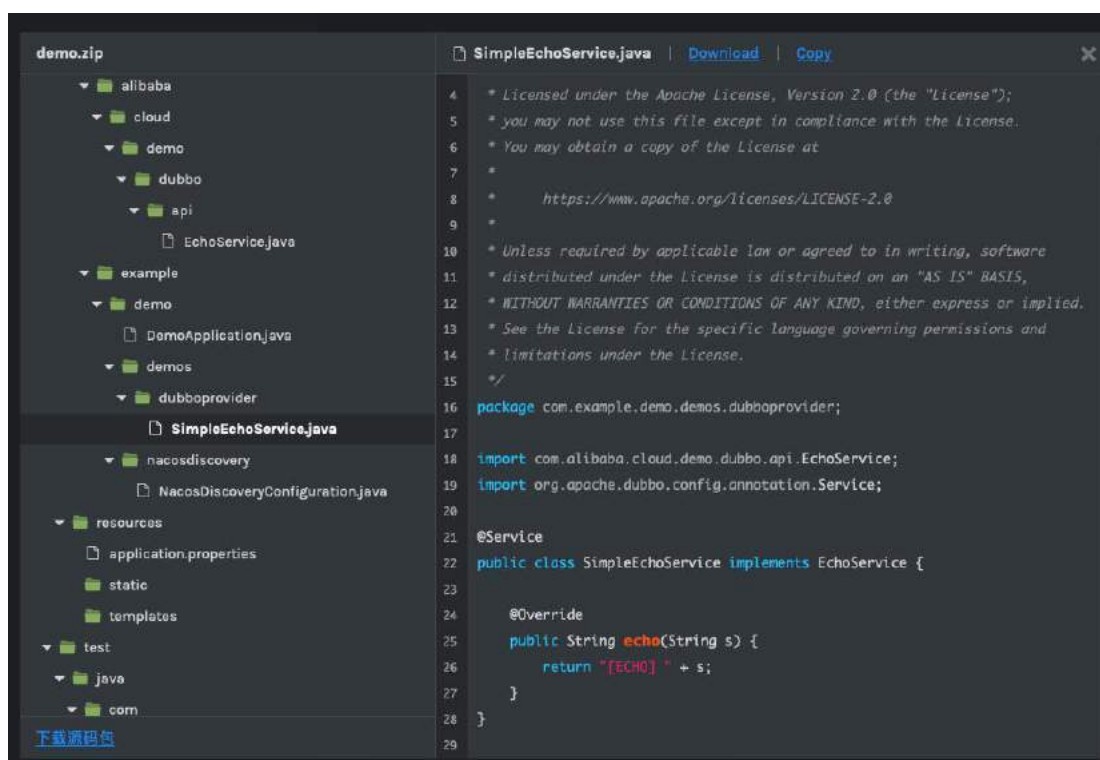 demo.zip
alibaba
cloud
demo
dubbo
api
EchoService.java
example
demo
DemoApplication.java
demos
dubboprovider
SimpleEchoService.java
nacosdiscovery
NacosDiscoveryConfiguration.java
resources
application.properties
static
templates
test
java
com
下载源码包
SimpleEchoService.java | Download | Copy
4 * Licensed under the Apache License, Version 2.0 (the "License");
5 * you may not use this file except in compliance with the License.
6 * You may obtain a copy of the License at
7 *
8 * https://www.apache.org/licenses/LICENSE-2.0
9 *
10 * Unless required by applicable law or agreed to in writing, software
11 * distributed under the License is distributed on an "AS IS" BASIS,
12 * WITHOUT WARRANTIES OR CONDITIONS OF ANY KIND, either express or implied.
13 * See the License for the specific language governing permissions and
14 * limitations under the License.
15 */
16 package com.example.demo.demos.dubboprovider;
17
18 import com.alibaba.cloud.demo.dubbo.api.EchoService;
19 import org.apache.dubbo.config.annotation.Service;
20
21 @Service
22 public class SimpleEchoService implements EchoService {
23
24 @Override
25 public String echo(String s) {
26 return "[ECHO] " + s;
27 }
28 }
29